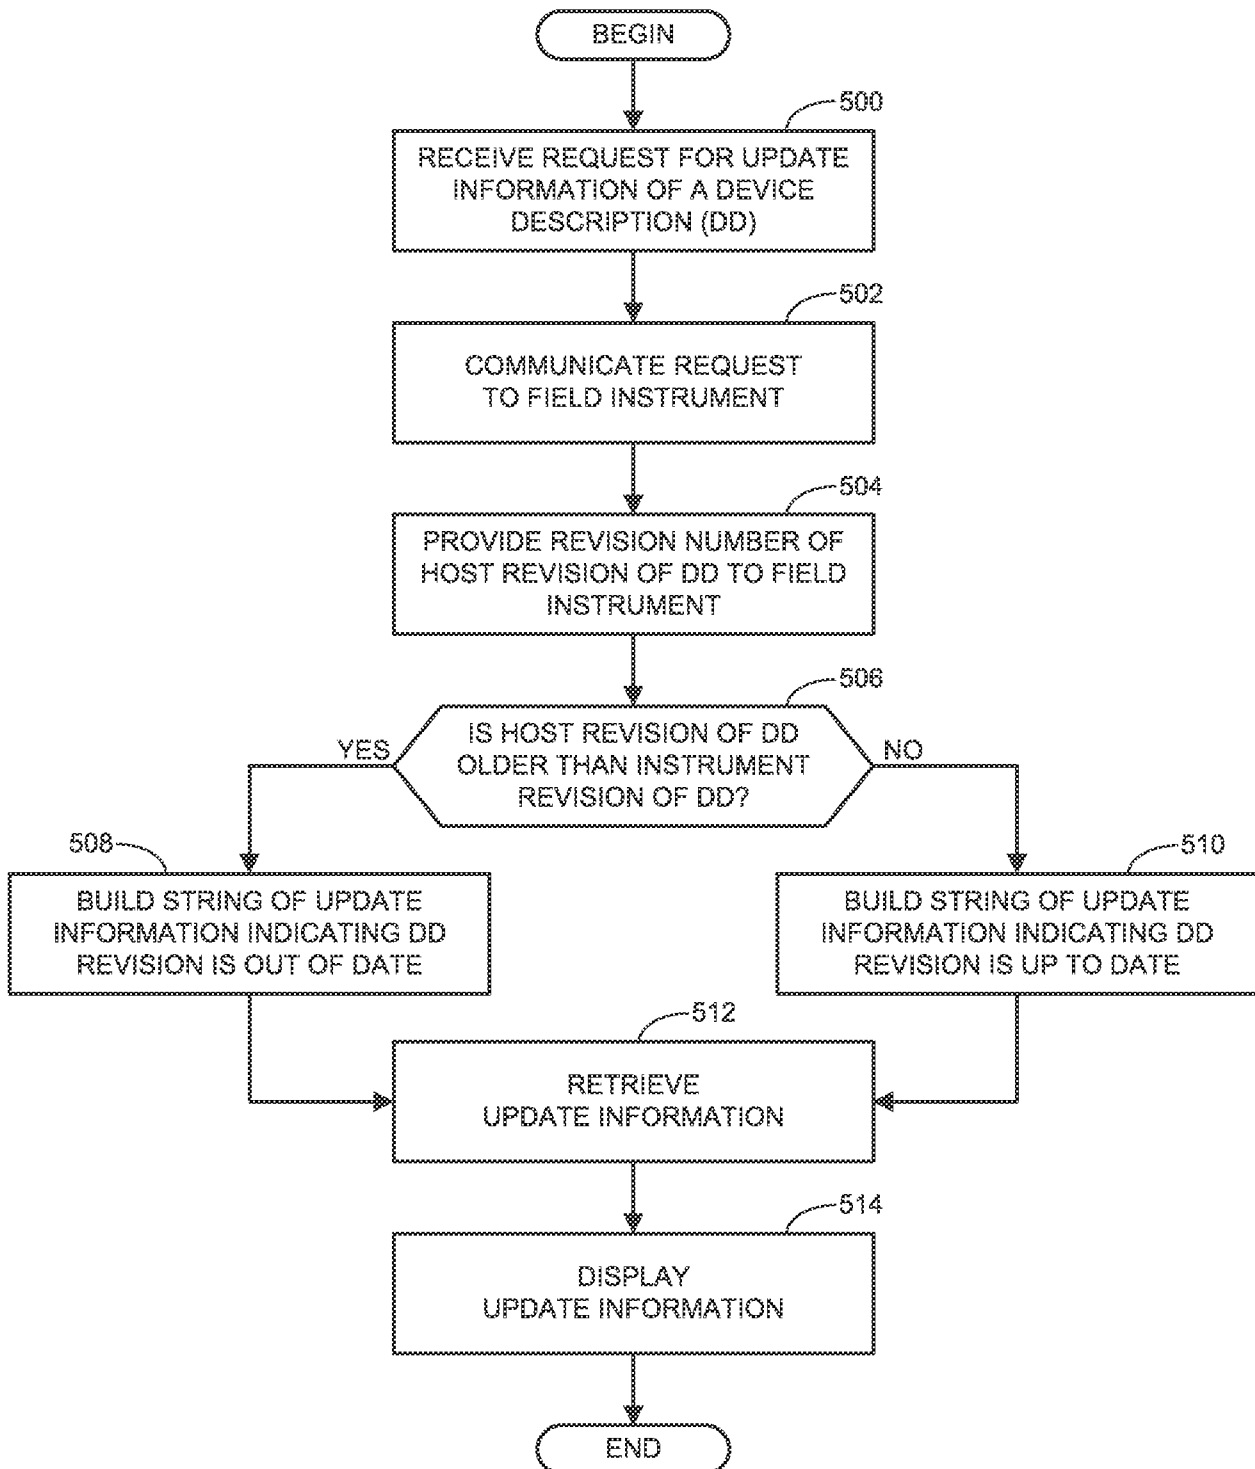 BEGIN
500
RECEIVE REQUEST FOR UPDATE
INFORMATION OF A DEVICE
DESCRIPTION (DD)
502
COMMUNICATE REQUEST
TO FIELD INSTRUMENT
504
PROVIDE REVISION NUMBER OF
HOST REVISION OF DD TO FIELD
INSTRUMENT
506
IS HOST REVISION OF DD
OLDER THAN INSTRUMENT
REVISION OF DD?
YES
NO
508
BUILD STRING OF UPDATE
INFORMATION INDICATING DD
REVISION IS OUT OF DATE
510
BUILD STRING OF UPDATE
INFORMATION INDICATING DD
REVISION IS UP TO DATE
512
RETRIEVE
UPDATE INFORMATION
514
DISPLAY
UPDATE INFORMATION
END